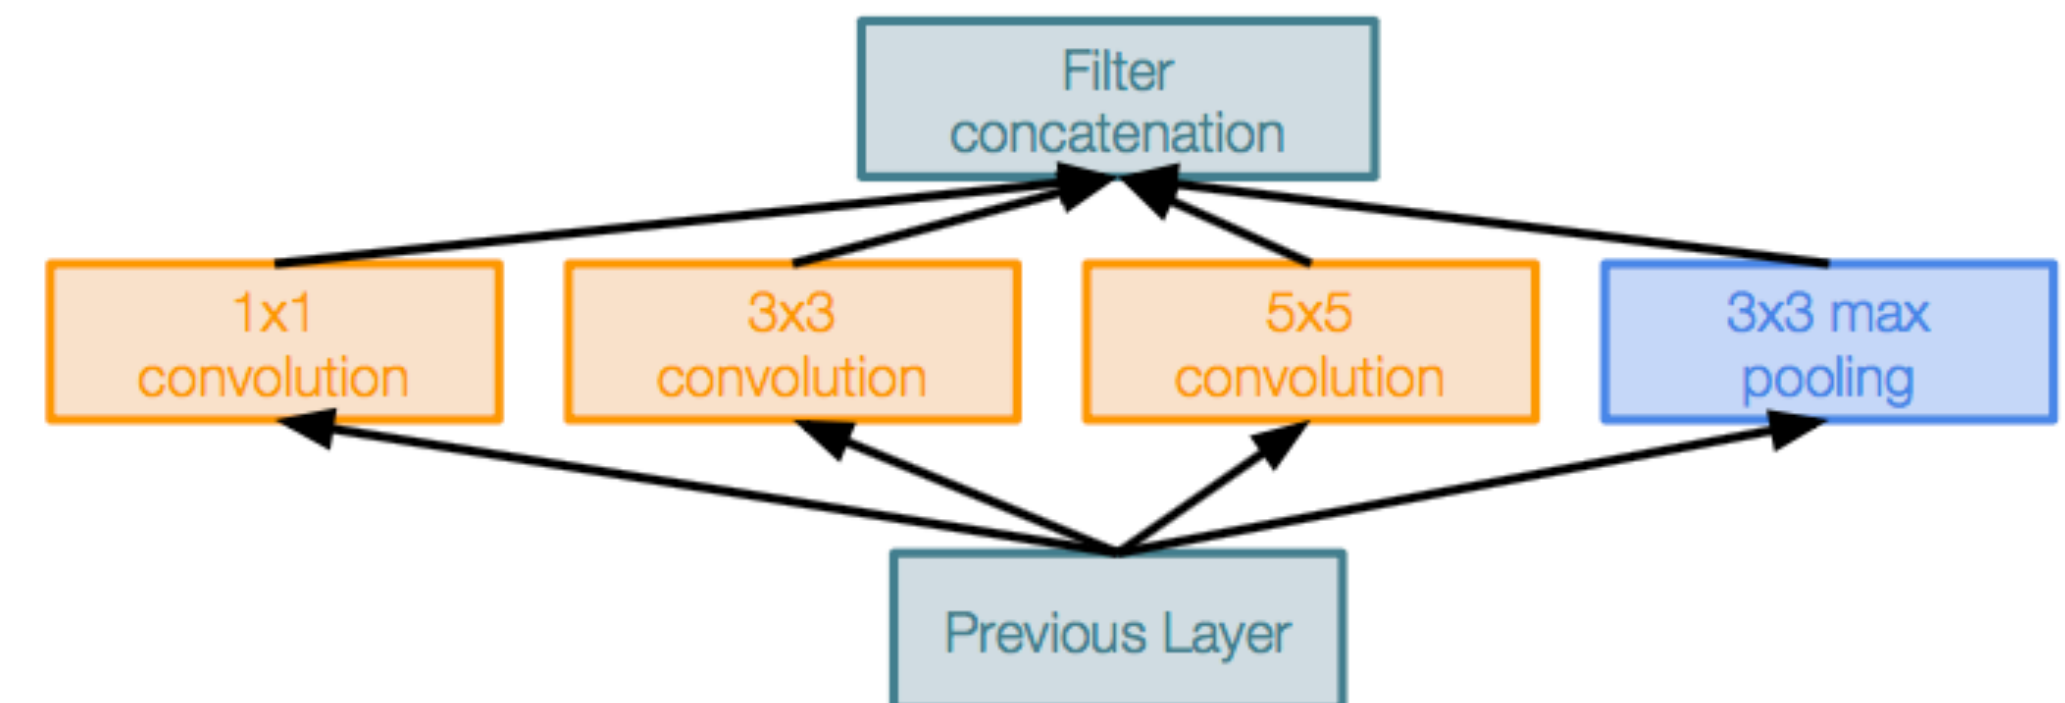 Filter
concatenation
1x1
convolution
3x3
convolution
5x5
convolution
3x3 max
pooling
Previous Layer